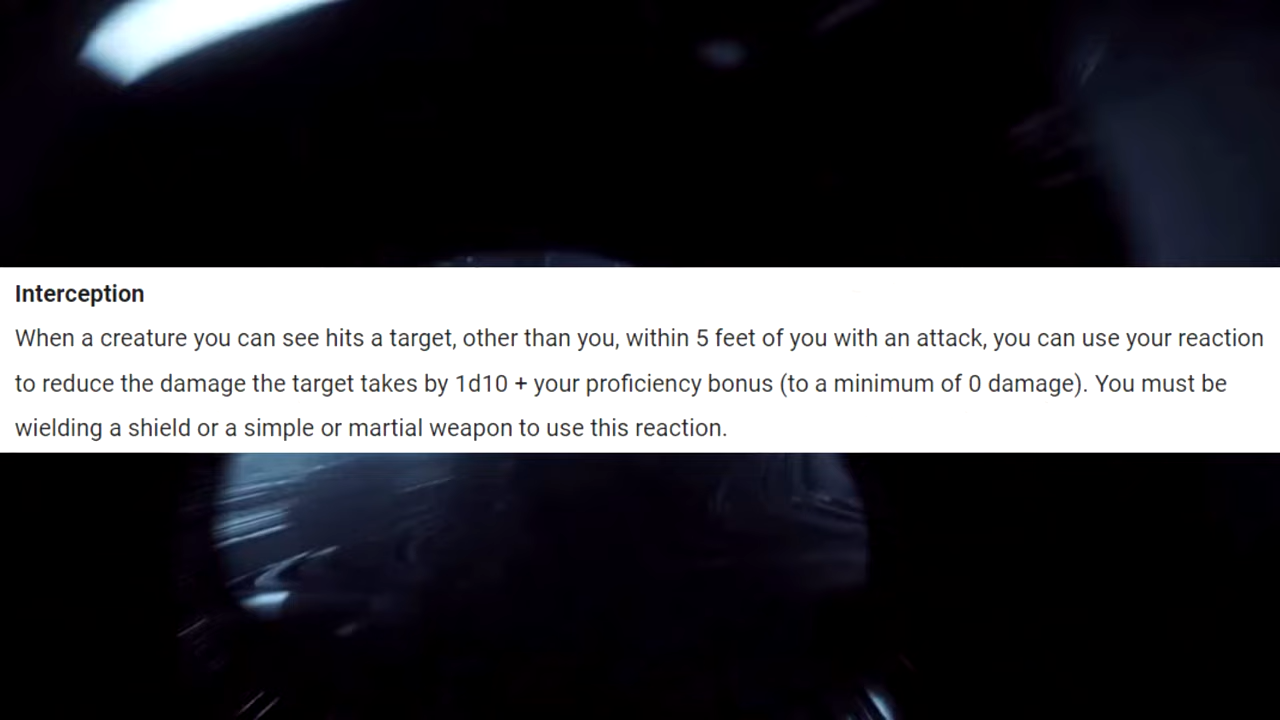 Interception
When a creature you can see hits a target, other than you, within 5 feet of you with an attack, you can use your reaction
to reduce the damage the target takes by 1d10 + your proficiency bonus (to a minimum of 0 damage). You must be
wielding a shield or a simple or martial weapon to use this reaction.